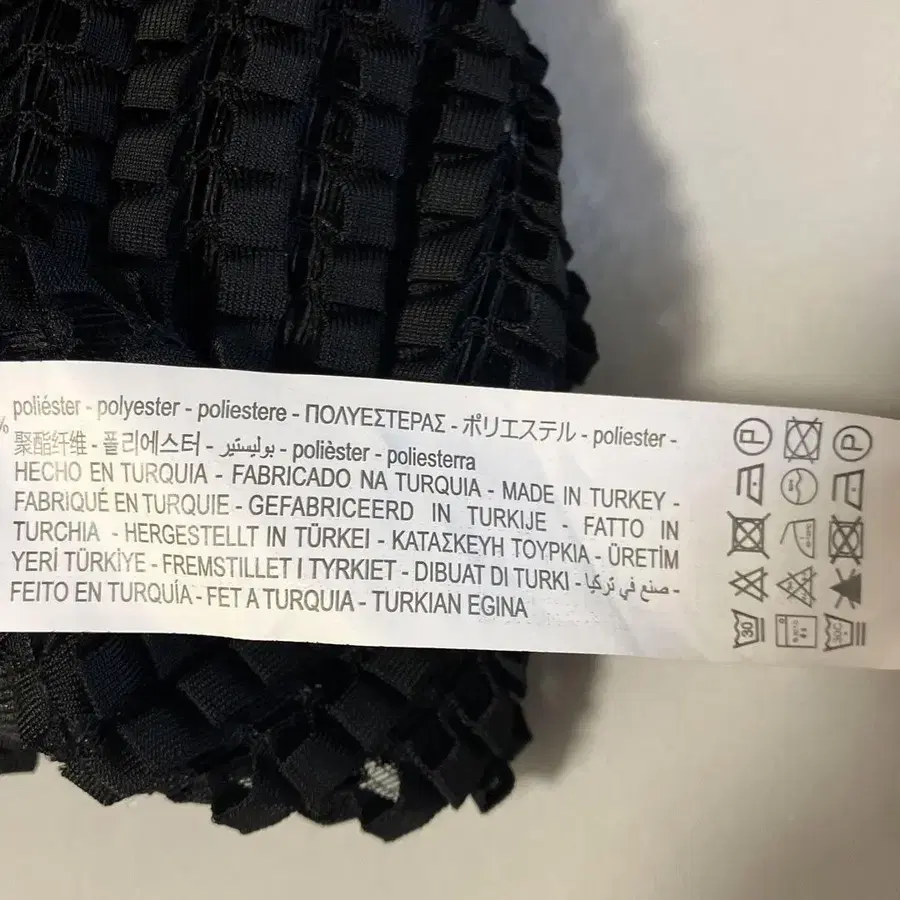 %
poliéster - polyester - poliestere - ΠΟΛΥΕΣΤΕΡΑΣ - ポリエステル - poliester -
聚酯纤维 - 폴리에스터 - بوليستير - polièster - poliesterra
HECHO EN TURQUIA - FABRICADO NA TURQUIA - MADE IN TURKEY -
FABRIQUÉ EN TURQUIE - GEFABRICEERD IN TURKIJE - FATTO IN
TURCHIA - HERGESTELLT IN TÜRKEI - ΚΑΤΑΣΚΕΥΗ ΤΟΥΡΚΙΑ - ÜRETİM
YERİ TÜRKİYE - FREMSTILLET I TYRKIET - DIBUAT DI TURKI - صنع في تركيا -
FEITO EN TURQUÍA - FET A TURQUIA - TURKIAN EGINA
P P
30 30C